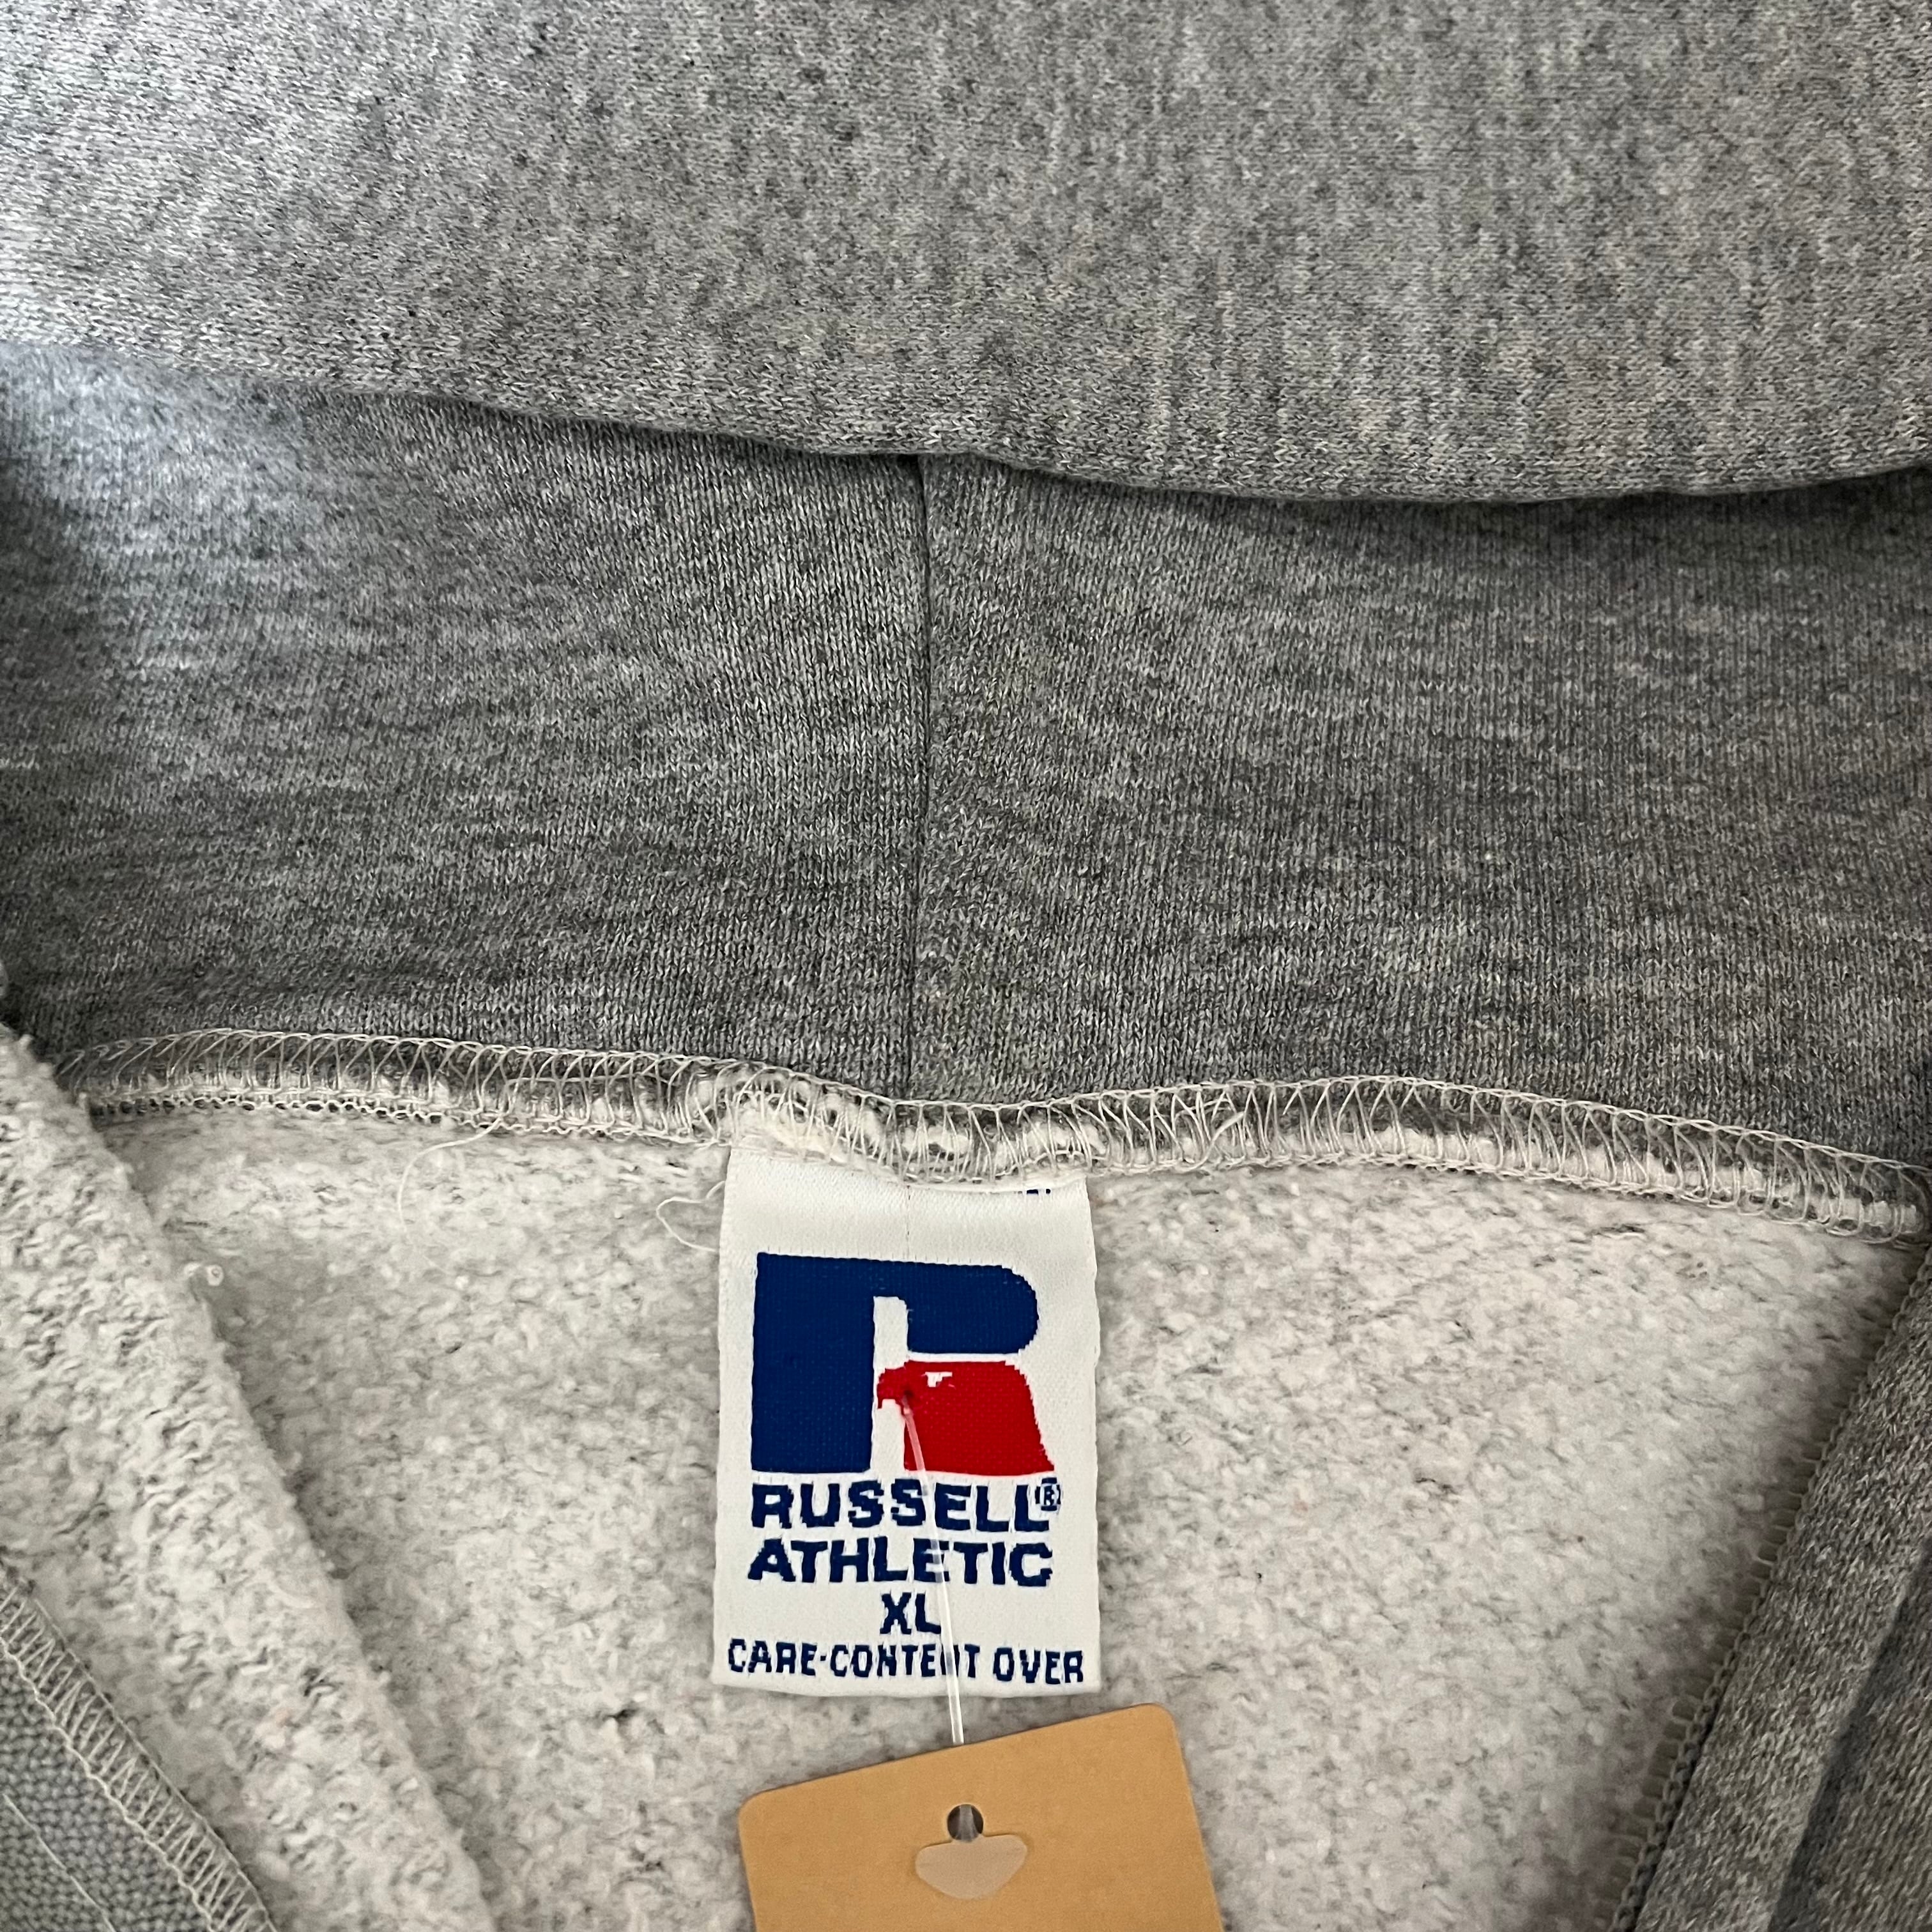 R
RUSSELL®
ATHLETIC
XL
CARE·CONTENT OVER